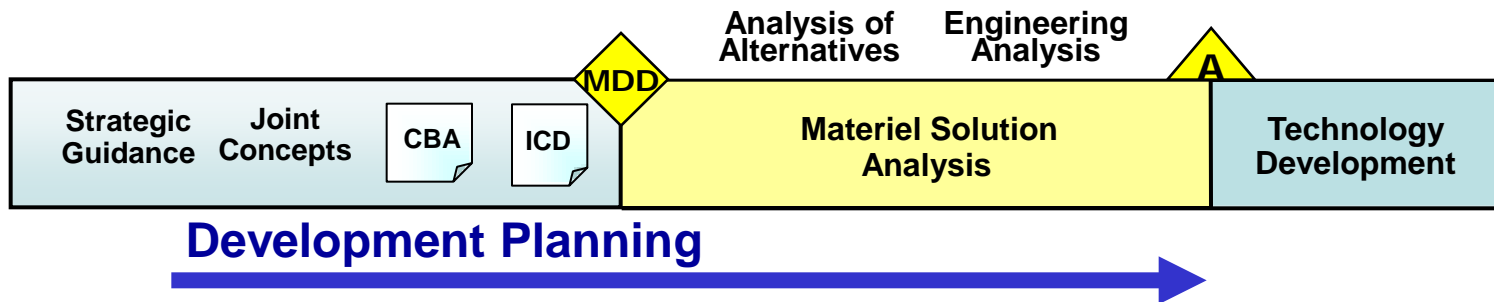 Analysis of
Alternatives
Engineering
Analysis
MDD
A
Strategic
Guidance
Joint
Concepts
CBA
ICD
Materiel Solution
Analysis
Technology
Development
Development Planning